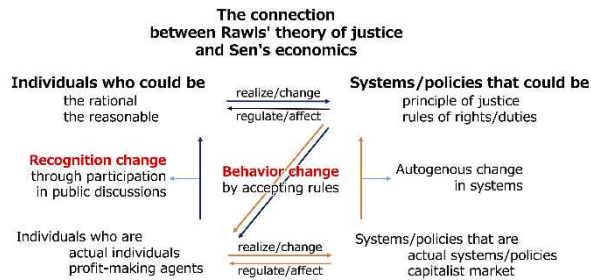 The connection
between Rawls' theory of justice
and Sen's economics
Individuals who could be
the rational
the reasonable
realize/change
regulate/affect
Systems/policies that could be
principle of justice
rules of rights/duties
Recognition change
through participation
in public discussions
Behavior change
by accepting rules
Autogenous change
in systems
Individuals who are
actual individuals
profit-making agents
realize/change
regulate/affect
Systems/policies that are
actual systems/policies
capitalist market